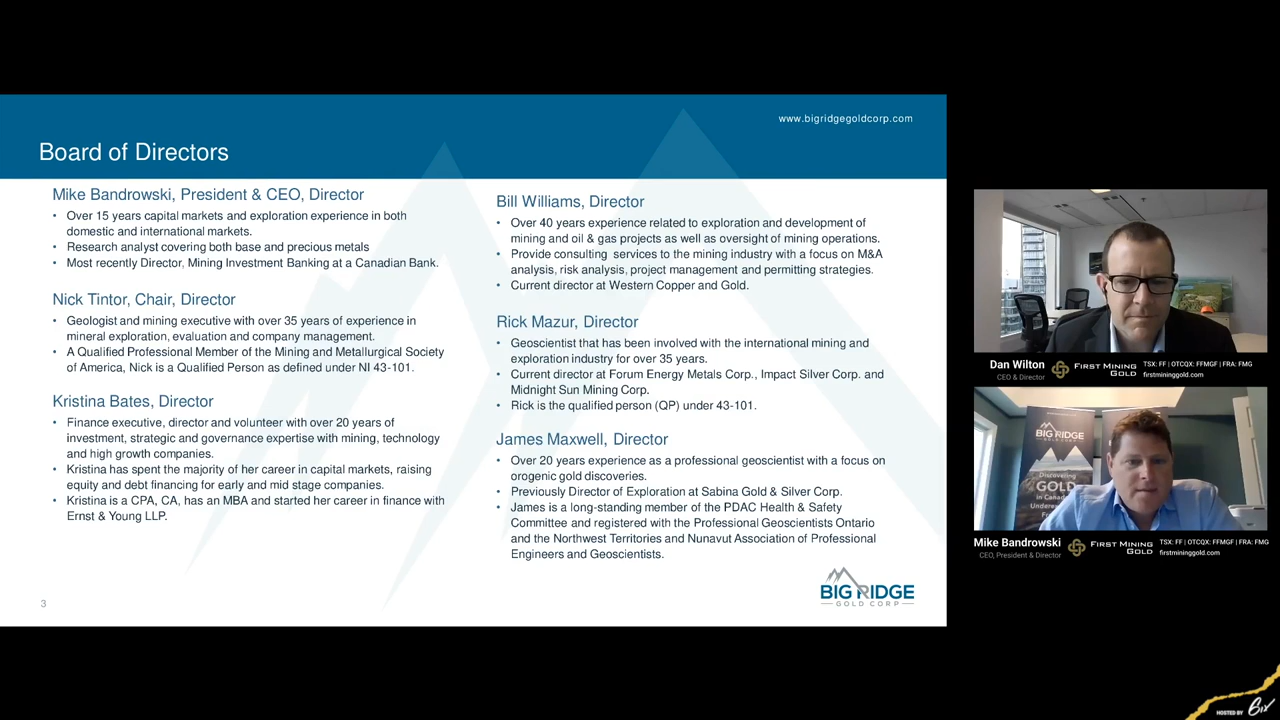 www.bigridgegoldcorp.com
Board of Directors
Mike Bandrowski, President & CEO, Director
• Over 15 years capital markets and exploration experience in both
domestic and international markets.
• Research analyst covering both base and precious metals
• Most recently Director, Mining Investment Banking at a Canadian Bank.
Nick Tintor, Chair, Director
• Geologist and mining executive with over 35 years of experience in
mineral exploration, evaluation and company management.
• A Qualified Professional Member of the Mining and Metallurgical Society
of America, Nick is a Qualified Person as defined under NI 43-101.
Kristina Bates, Director
• Finance executive, director and volunteer with over 20 years of
investment, strategic and governance expertise with mining, technology
and high growth companies.
• Kristina has spent the majority of her career in capital markets, raising
equity and debt financing for early and mid stage companies.
• Kristina is a CPA, CA, has an MBA and started her career in finance with
Ernst & Young LLP.
Bill Williams, Director
• Over 40 years experience related to exploration and development of
mining and oil & gas projects as well as oversight of mining operations.
• Provide consulting services to the mining industry with a focus on M&A
analysis, risk analysis, project management and permitting strategies.
• Current director at Western Copper and Gold.
Rick Mazur, Director
• Geoscientist that has been involved with the international mining and
exploration industry for over 35 years.
• Current director at Forum Energy Metals Corp., Impact Silver Corp. and
Midnight Sun Mining Corp.
• Rick is the qualified person (QP) under 43-101.
James Maxwell, Director
• Over 20 years experience as a professional geoscientist with a focus on
orogenic gold discoveries.
• Previously Director of Exploration at Sabina Gold & Silver Corp.
• James is a long-standing member of the PDAC Health & Safety
Committee and registered with the Professional Geoscientists Ontario
and the Northwest Territories and Nunavut Association of Professional
Engineers and Geoscientists.
3
BIG RIDGE
GOLD CORP
Dan Wilton
CEO & Director
FIRST MINING
GOLD
TSX: FF | OTCQX: FFMGF | FRA: FMG
firstmininggold.com
BIG RIDGE
GOLD CORP
Discovering
GOLD
in Canada
Mike Bandrowski
CEO, President & Director
FIRST MINING
GOLD
TSX: FF | OTCQX: FFMGF | FRA: FMG
firstmininggold.com
HOSTED BY 6ix